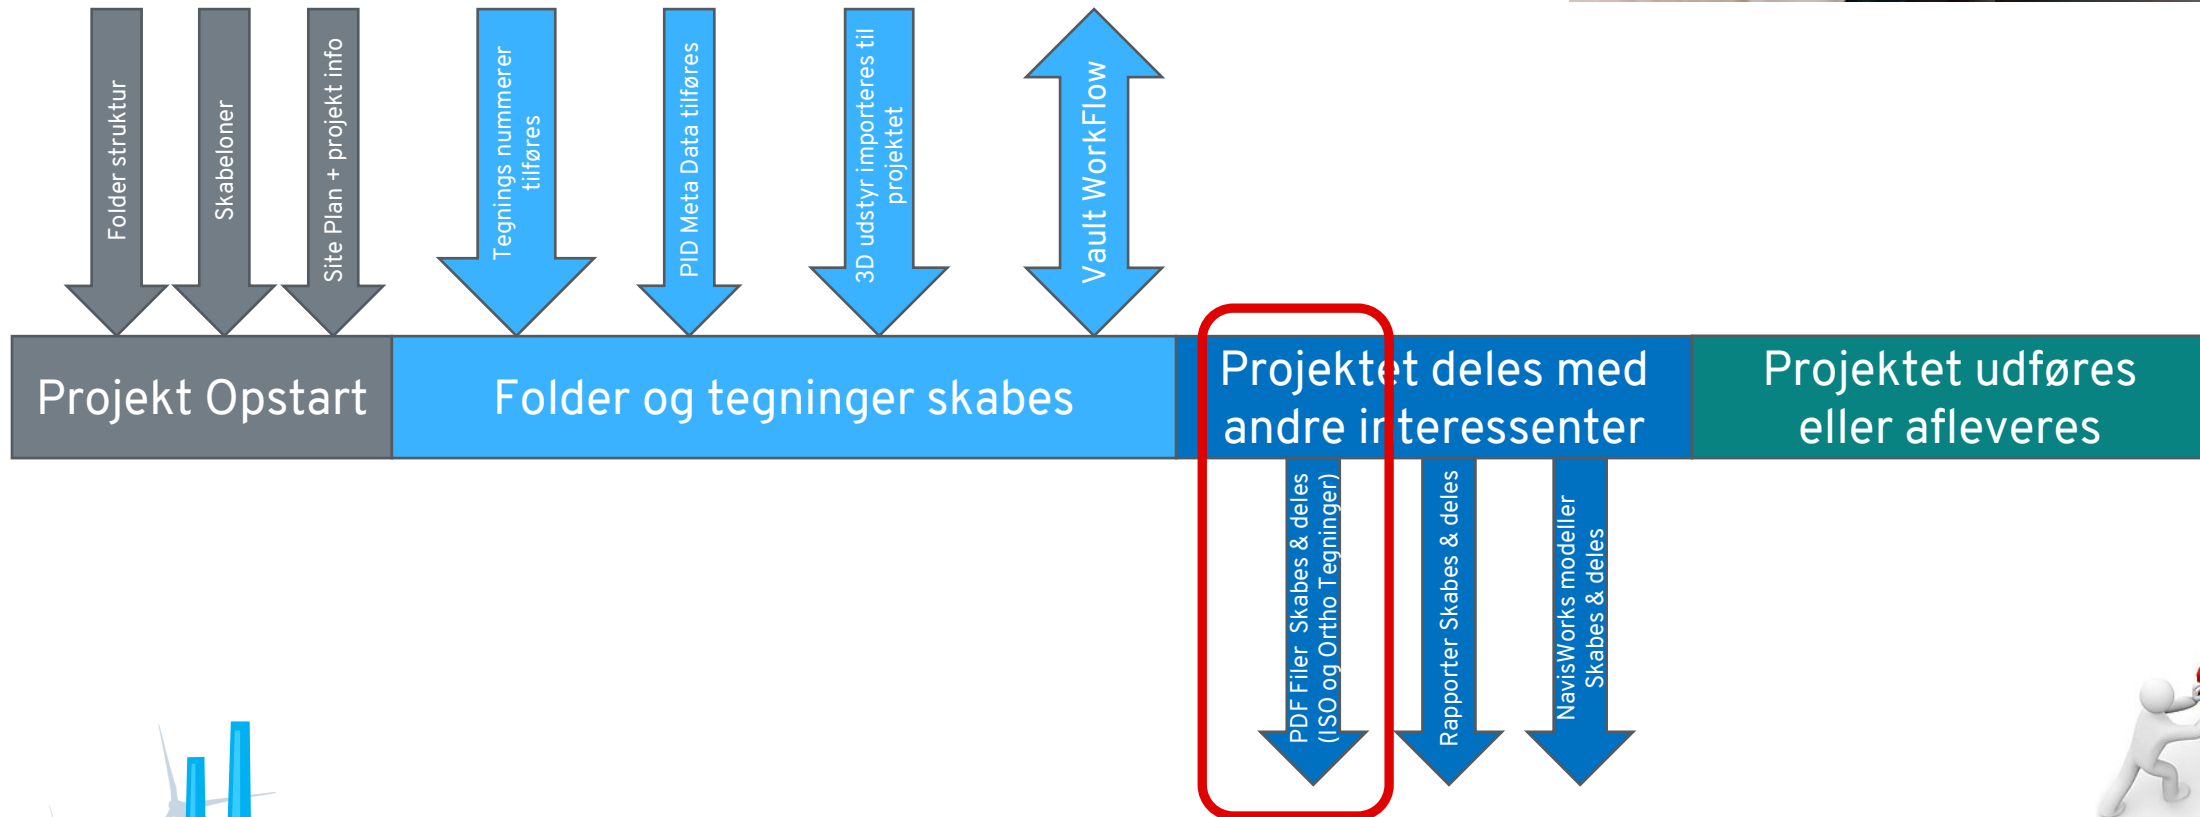 Folder struktur
Skabeloner
Site Plan + projekt info
Tegnings nummerer
tilføres
PID Meta Data tilføres
3D udstyr importeres til
projektet
Vault WorkFlow
Projekt Opstart
Folder og tegninger skabes
Projektet deles med
andre interessenter
Projektet udføres
eller afleveres
PDF Filer Skabes & deles
(ISO og Ortho Tegninger)
Rapporter Skabes & deles
NavisWorks modeller
Skabes & deles